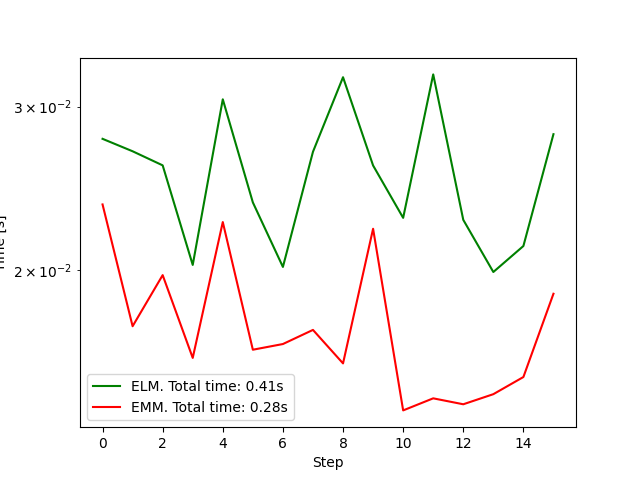 3 × 10⁻²
2 × 10⁻²
Time [s]
ELM. Total time: 0.41s
EMM. Total time: 0.28s
0 2 4 6 8 10 12 14
Step